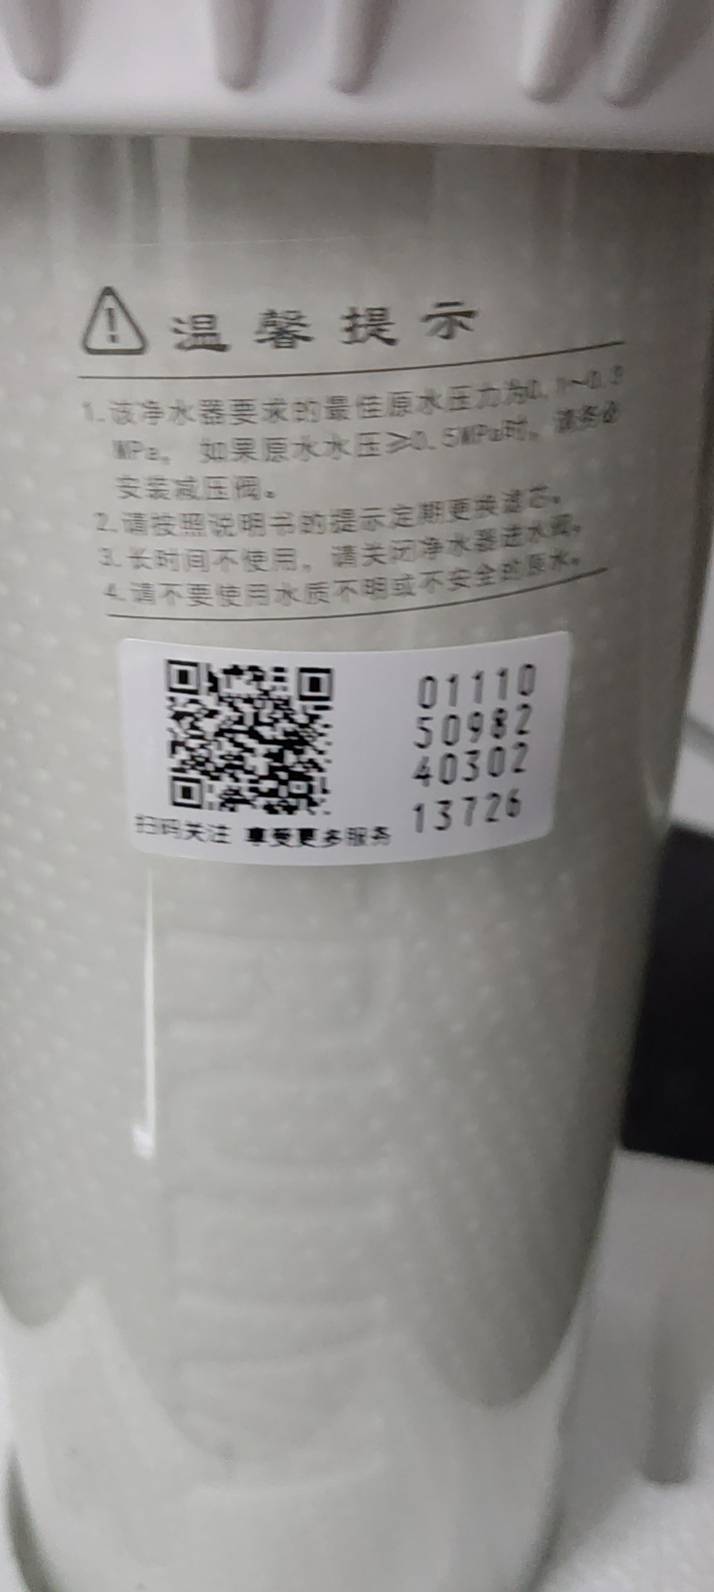 温馨提示
1.该净水器要求的最佳原水压力为0.1~0.3
MPa。如果原水水压≥0.5MPa时，请务必
安装减压阀。
2.请按照说明书的提示定期更换滤芯。
3.长时间不使用，请关闭净水器进水阀。
4.请不要使用水质不明或不安全的原水。
01110
50982
40302
13726
扫码关注 享受更多服务